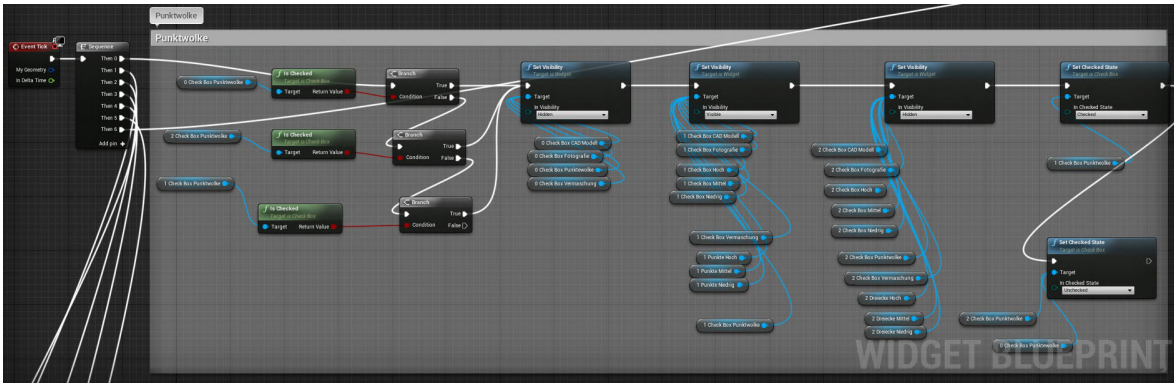 Punktwolke
Punktwolke
Event Tick
My Geometry
In Delta Time
Sequence
Then 0
Then 1
Then 2
Then 3
Then 4
Then 5
Then 6
Add pin +
0 Check Box Punktewolke
Is Checked
Target is Check Box
Target Return Value
Branch
True
Condition False
2 Check Box Punktwolke
Is Checked
Target is Check Box
Target Return Value
Branch
True
Condition False
1 Check Box Punktwolke
Is Checked
Target is Check Box
Target Return Value
Branch
True
Condition False
Set Visibility
Target is Widget
Target
In Visibility
Hidden
0 Check Box CAD Modell
0 Check Box Fotografie
0 Check Box Punktewolke
0 Check Box Vermaschung
Set Visibility
Target is Widget
Target
In Visibility
Visible
1 Check Box CAD Modell
1 Check Box Fotografie
1 Check Box Hoch
1 Check Box Mittel
1 Check Box Niedrig
1 Check Box Vermaschung
1 Punkte Hoch
1 Punkte Mittel
1 Punkte Niedrig
1 Check Box Punktwolke
Set Visibility
Target is Widget
Target
In Visibility
Hidden
2 Check Box CAD Modell
2 Check Box Fotografie
2 Check Box Hoch
2 Check Box Mittel
2 Check Box Niedrig
2 Check Box Punktwolke
2 Check Box Vermaschung
2 Dreiecke Hoch
2 Dreiecke Mittel
2 Dreiecke Niedrig
Set Checked State
Target is Check Box
Target
In Checked State
Checked
1 Check Box Punktwolke
Set Checked State
Target is Check Box
Target
In Checked State
Unchecked
2 Check Box Punktwolke
0 Check Box Punktewolke
WIDGET BLUEPRINT